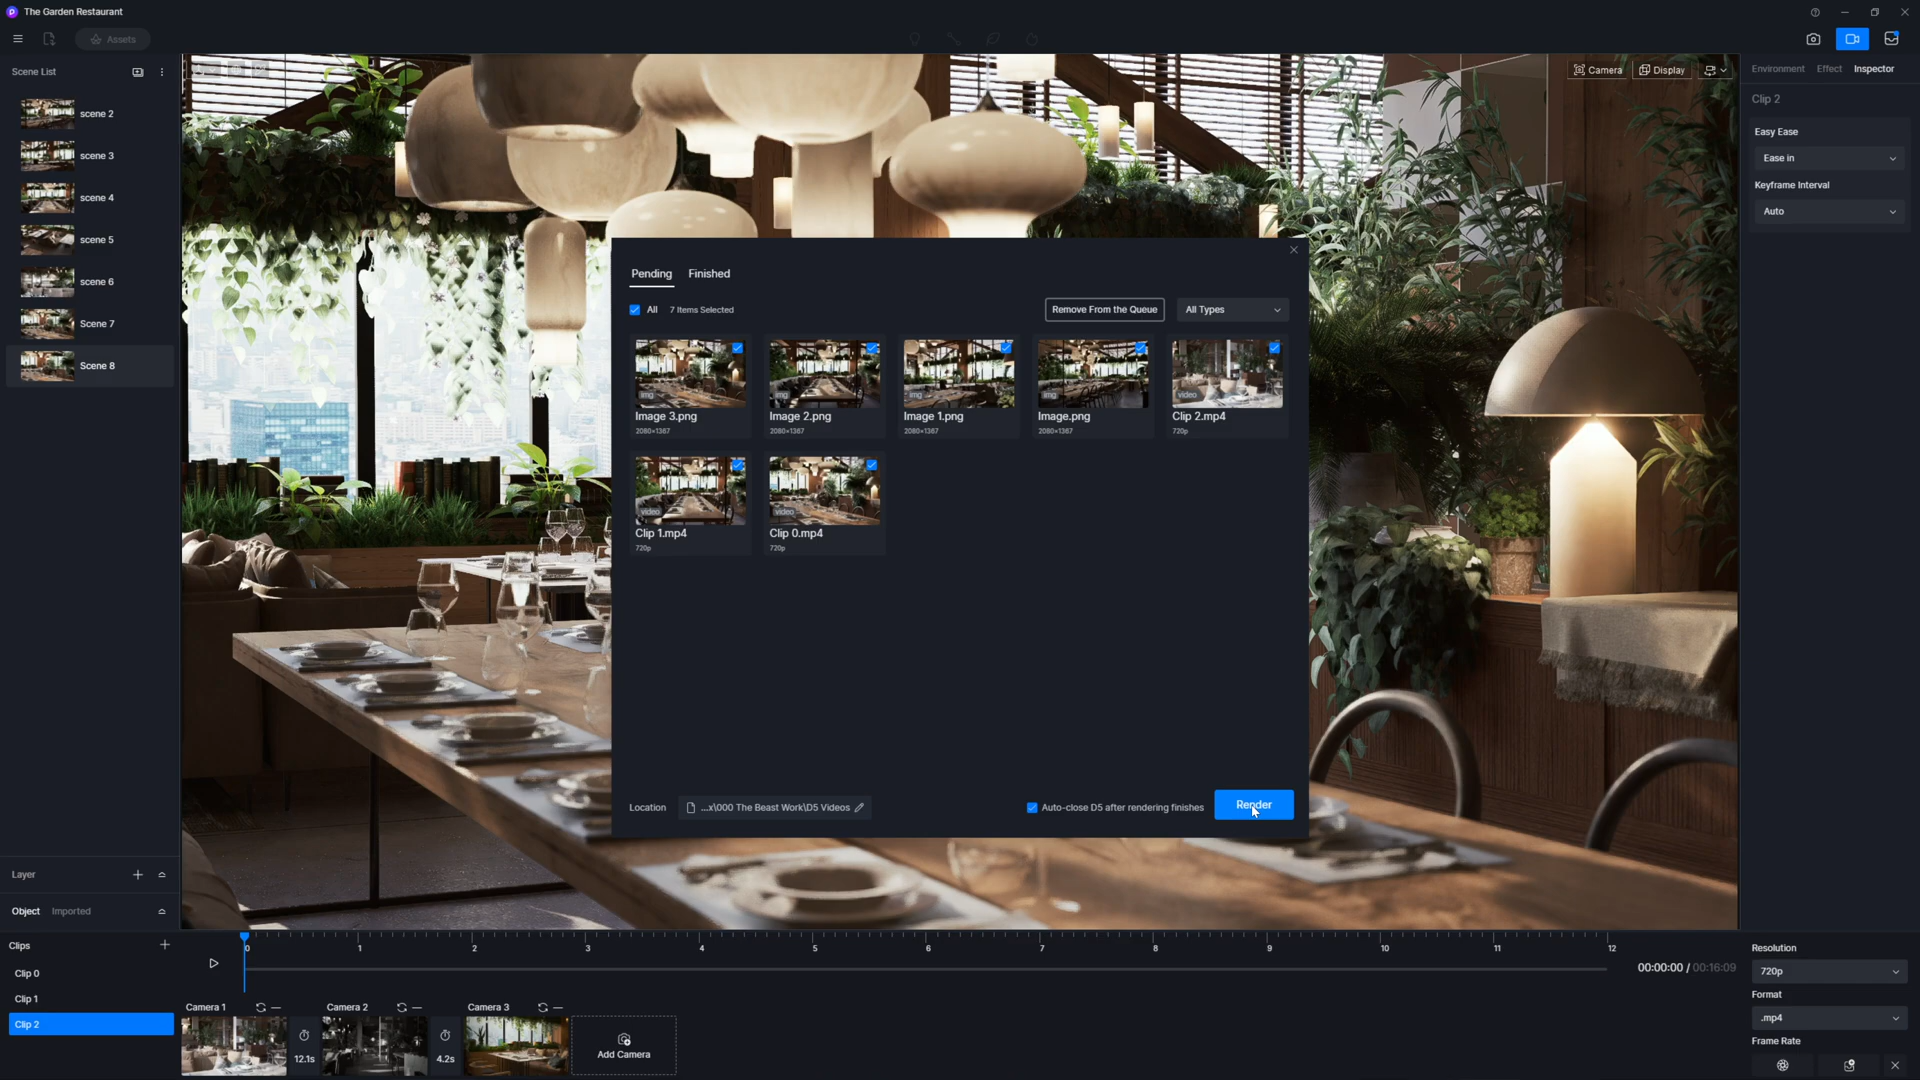 The Garden Restaurant
Assets
Scene List
scene 2
scene 3
scene 4
scene 5
scene 6
Scene 7
Scene 8
Layer
Object Imported
Camera Display
Environment Effect Inspector
Clip 2
Easy Ease
Ease in
Keyframe Interval
Auto
Pending Finished
All 7 Items Selected
Remove From the Queue All Types
img img img img video
Image 3.png Image 2.png Image 1.png Image.png Clip 2.mp4
2080×1367 2080×1367 2080×1367 2080×1367 720p
video video
Clip 1.mp4 Clip 0.mp4
720p 720p
Location ...x\000 The Beast Work\D5 Videos Auto-close D5 after rendering finishes Render
Clips
Clip 0
Clip 1
Clip 2
0 1 2 3 4 5 6 7 8 9 10 11 12
00:00:00 / 00:16:09
Camera 1 Camera 2 Camera 3
12.1s 4.2s Add Camera
Resolution
720p
Format
.mp4
Frame Rate